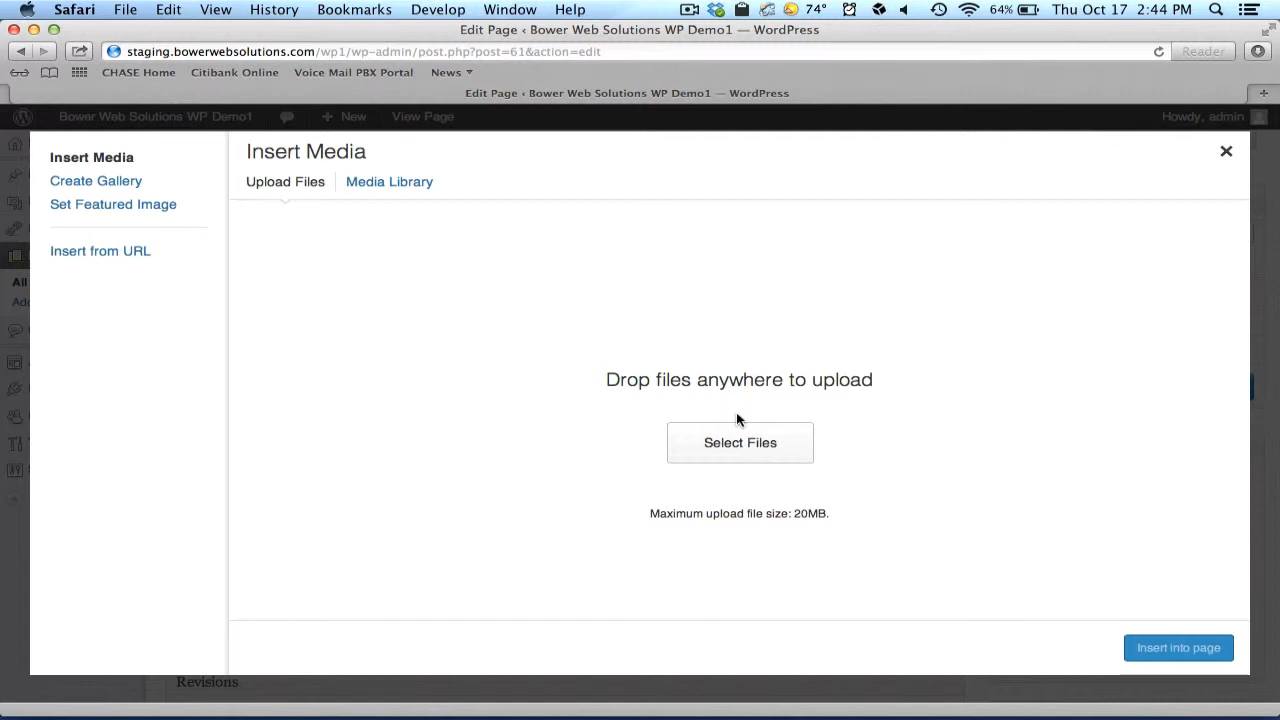 Safari File Edit View History Bookmarks Develop Window Help 74° 64% Thu Oct 17 2:44 PM
Edit Page ‹ Bower Web Solutions WP Demo1 — WordPress
staging.bowerwebsolutions.com/wp1/wp-admin/post.php?post=61&action=edit Reader
CHASE Home Citibank Online Voice Mail PBX Portal News
Edit Page ‹ Bower Web Solutions WP Demo1 — WordPress
Bower Web Solutions WP Demo1 New View Page Howdy, admin
Insert Media
Create Gallery
Set Featured Image
Insert from URL
Insert Media
Upload Files Media Library
All
Drop files anywhere to upload
Select Files
Maximum upload file size: 20MB.
Insert into page
Revisions